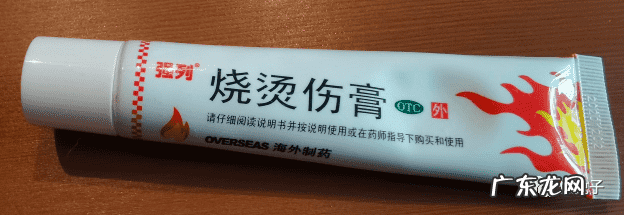 强列®
烧烫伤膏 OTC 外
请仔细阅读说明书并按说明使用或在药师指导下购买和使用
OVERSEAS 海外制药
广东龙网